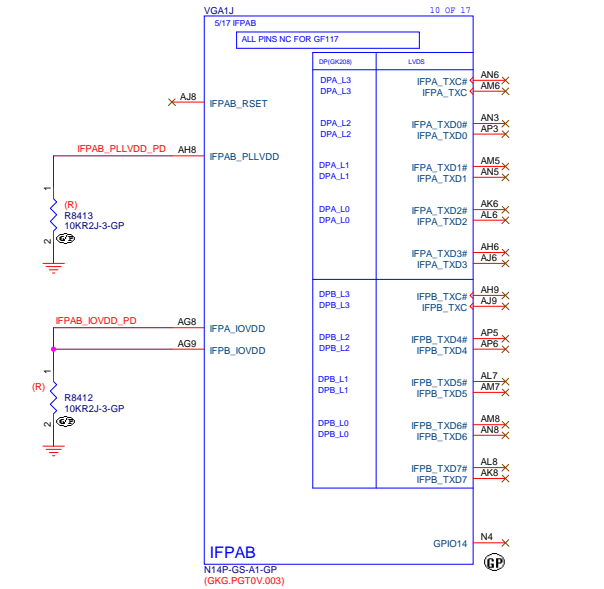 VGA1J 10 OF 17
5/17 IFPAB
ALL PINS NC FOR GF117
DP(GK208) LVDS
DPA_L3 IFPA_TXC# AN6
DPA_L3 IFPA_TXC AM6
AJ8 IFPAB_RSET
DPA_L2 IFPA_TXD0# AN3
DPA_L2 IFPA_TXD0 AP3
IFPAB_PLLVDD_PD AH8 IFPAB_PLLVDD
DPA_L1 IFPA_TXD1# AM5
DPA_L1 IFPA_TXD1 AN5
1
(R)
R8413
10KR2J-3-GP
2
DPA_L0 IFPA_TXD2# AK6
DPA_L0 IFPA_TXD2 AL6
IFPA_TXD3# AH6
IFPA_TXD3 AJ6
DPB_L3 IFPB_TXC# AH9
DPB_L3 IFPB_TXC AJ9
IFPAB_IOVDD_PD AG8 IFPA_IOVDD
AG9 IFPB_IOVDD
DPB_L2 IFPB_TXD4# AP5
DPB_L2 IFPB_TXD4 AP6
1
(R)
R8412
10KR2J-3-GP
2
DPB_L1 IFPB_TXD5# AL7
DPB_L1 IFPB_TXD5 AM7
DPB_L0 IFPB_TXD6# AM8
DPB_L0 IFPB_TXD6 AN8
IFPB_TXD7# AL8
IFPB_TXD7 AK8
GPIO14 N4
IFPAB
GP
N14P-GS-A1-GP
(GKG.PGT0V.003)